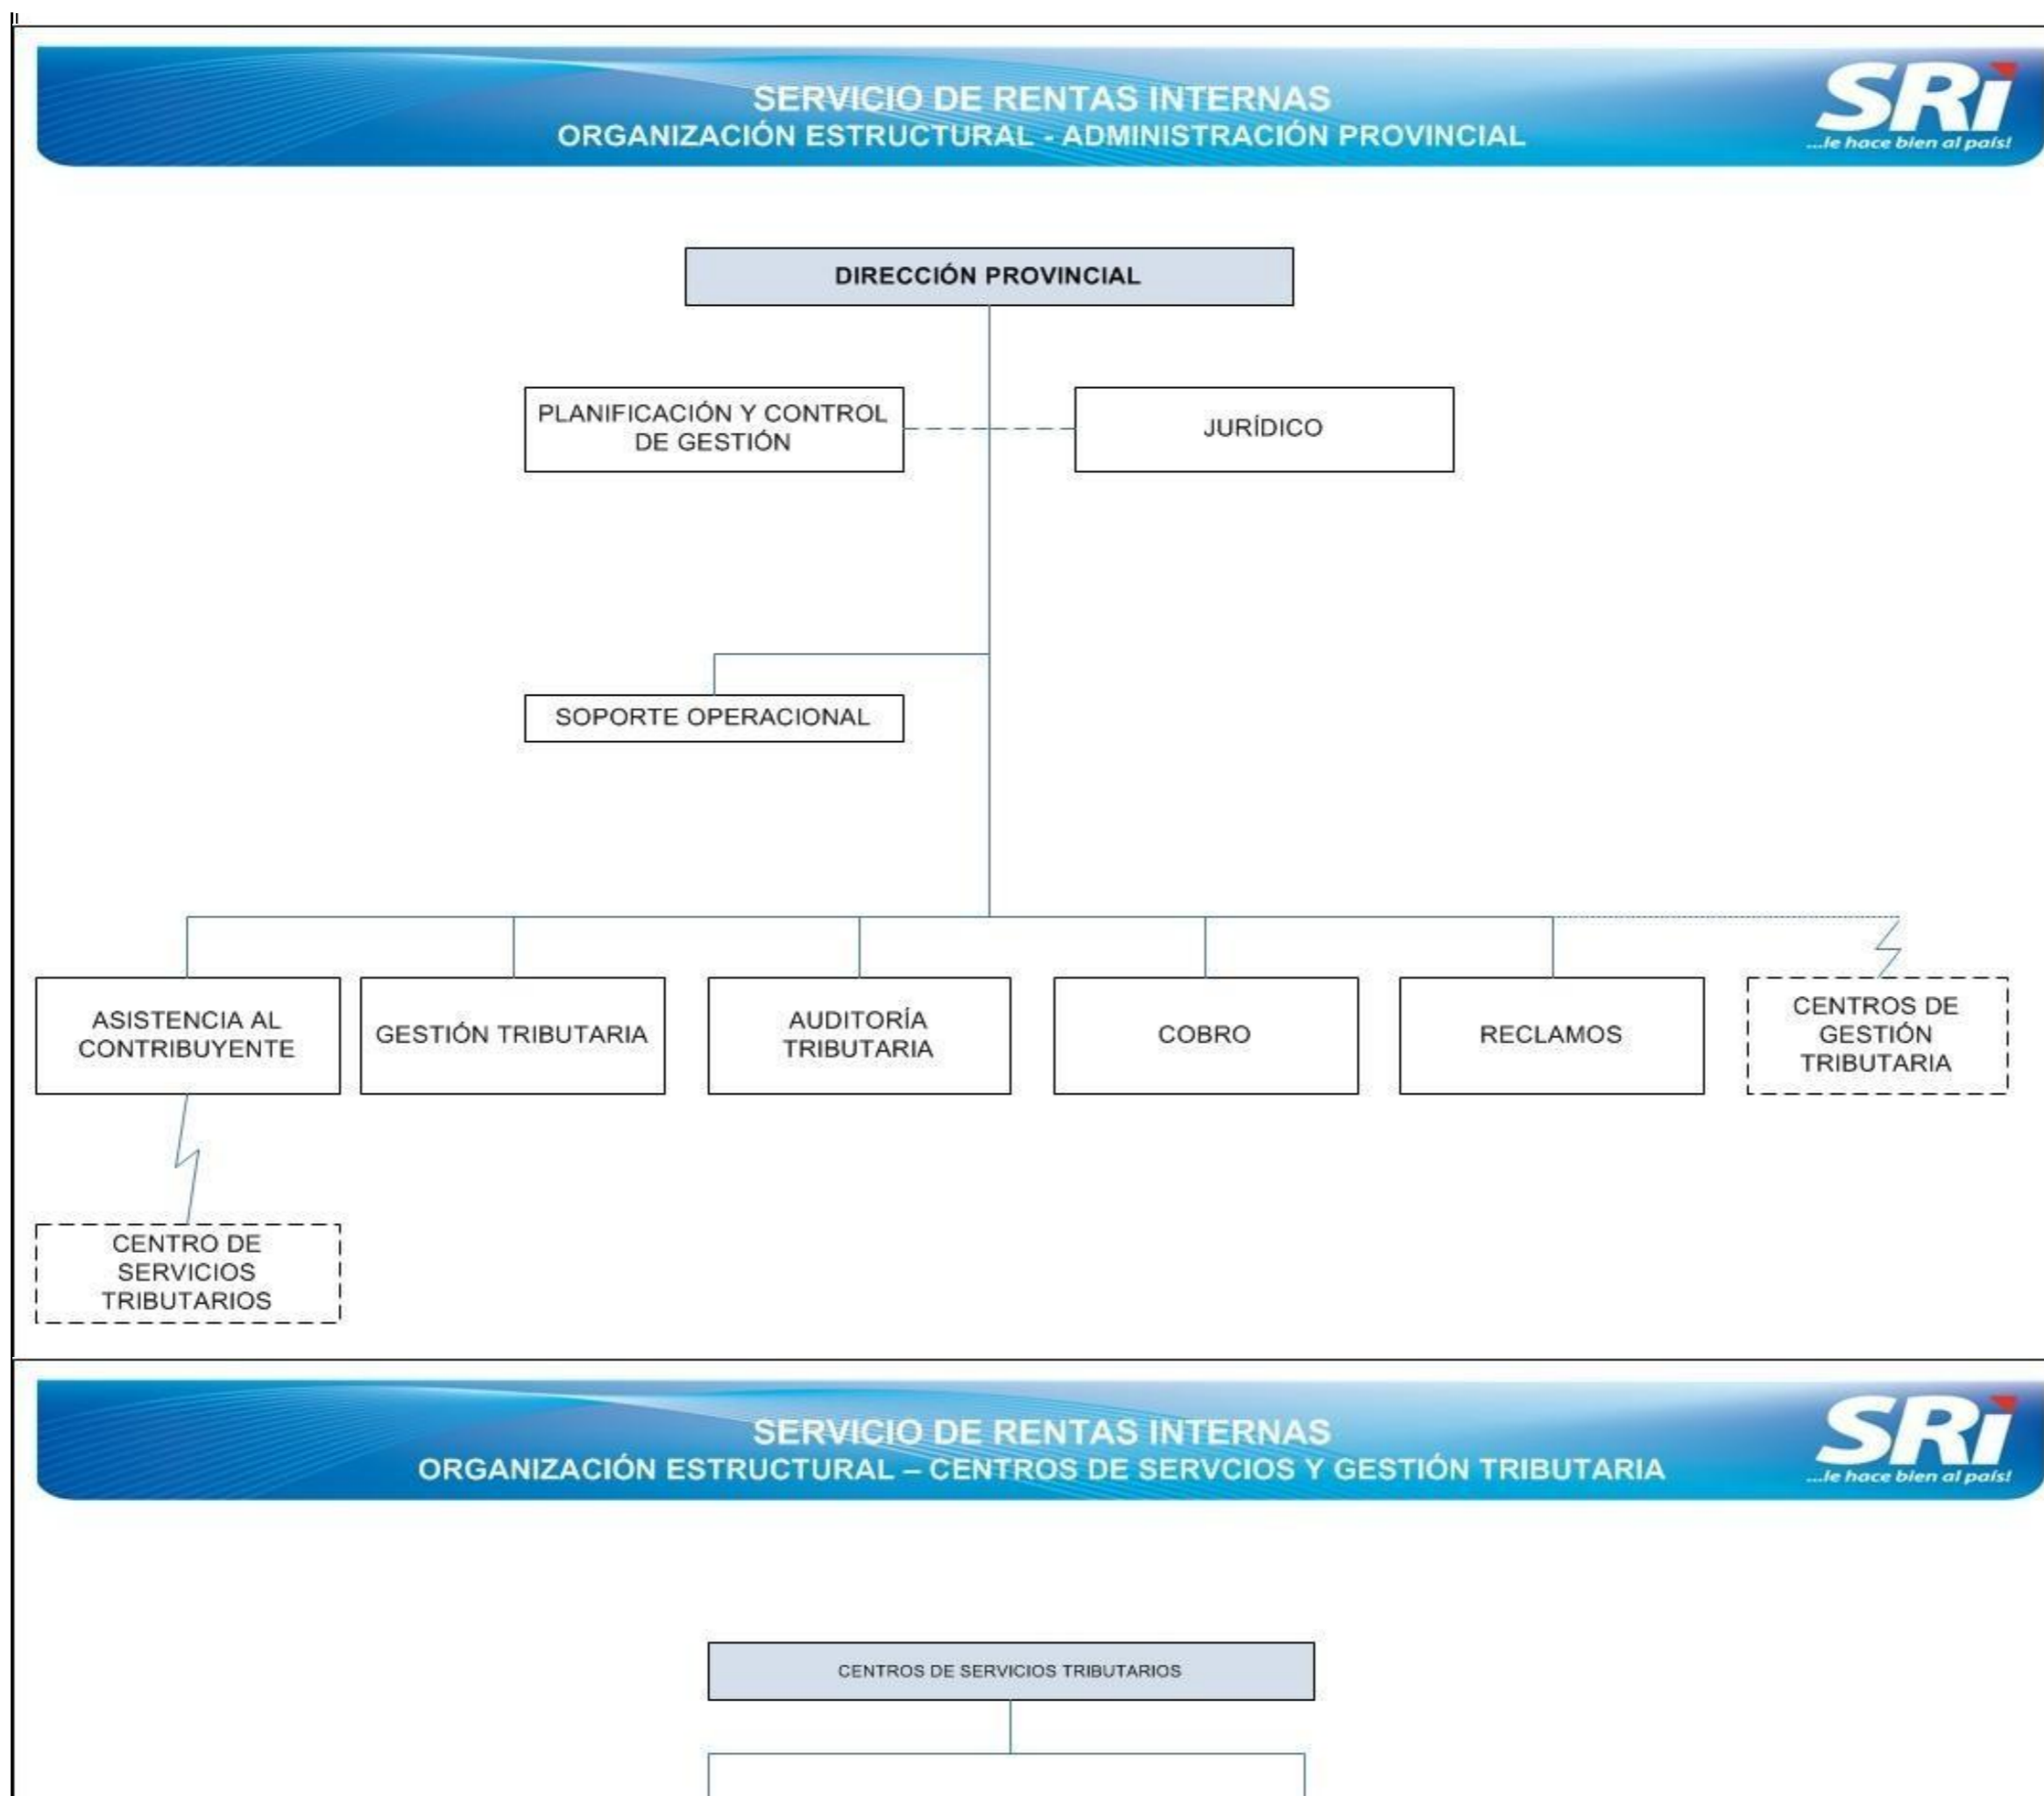 SERVICIO DE RENTAS INTERNAS
ORGANIZACIÓN ESTRUCTURAL - ADMINISTRACIÓN PROVINCIAL
SRi
...le hace bien al país!
DIRECCIÓN PROVINCIAL
PLANIFICACIÓN Y CONTROL
DE GESTIÓN
JURÍDICO
SOPORTE OPERACIONAL
ASISTENCIA AL
CONTRIBUYENTE
GESTIÓN TRIBUTARIA
AUDITORÍA
TRIBUTARIA
COBRO
RECLAMOS
CENTROS DE
GESTIÓN
TRIBUTARIA
CENTRO DE
SERVICIOS
TRIBUTARIOS
SERVICIO DE RENTAS INTERNAS
ORGANIZACIÓN ESTRUCTURAL – CENTROS DE SERVCIOS Y GESTIÓN TRIBUTARIA
SRi
...le hace bien al país!
CENTROS DE SERVICIOS TRIBUTARIOS